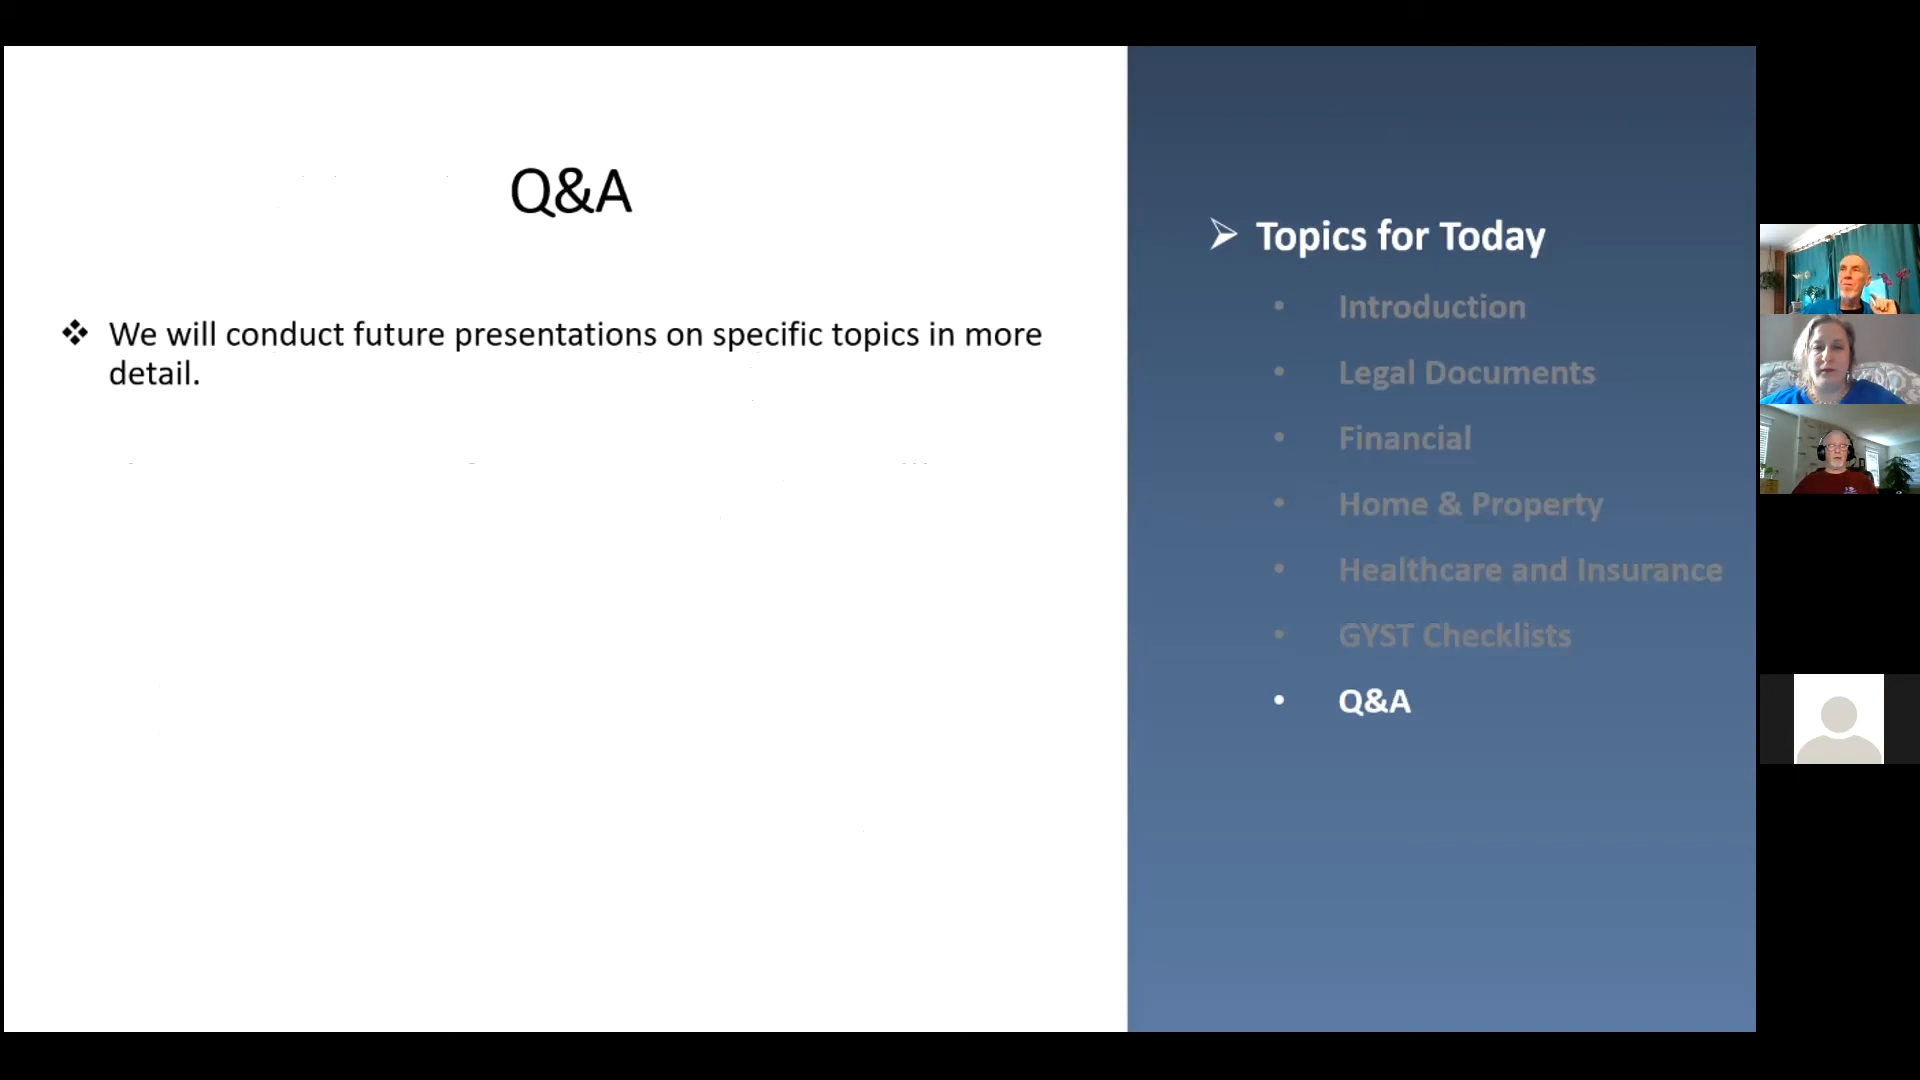 Q&A
We will conduct future presentations on specific topics in more
detail.
Topics for Today
Introduction
Legal Documents
Financial
Home & Property
Healthcare and Insurance
GYST Checklists
Q&A